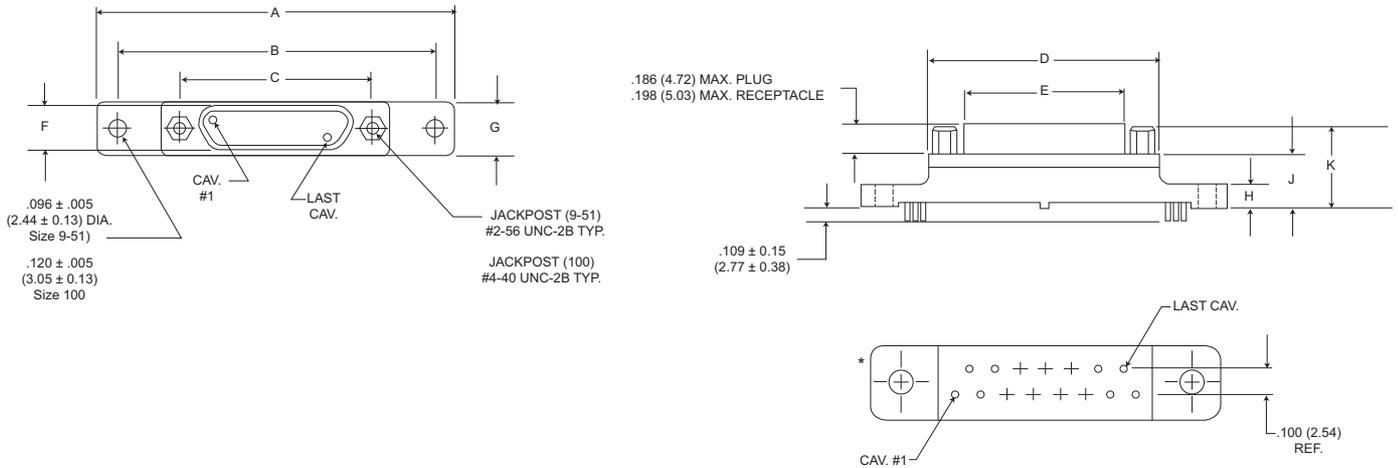 A
B
C
F
G
CAV.
#1
LAST
CAV.
.096 ± .005
(2.44 ± 0.13) DIA.
Size 9-51)
.120 ± .005
(3.05 ± 0.13)
Size 100
JACKPOST (9-51)
#2-56 UNC-2B TYP.
JACKPOST (100)
#4-40 UNC-2B TYP.
.186 (4.72) MAX. PLUG
.198 (5.03) MAX. RECEPTACLE
D
E
K
J
H
.109 ± 0.15
(2.77 ± 0.38)
LAST CAV.
*
CAV. #1
.100 (2.54)
REF.